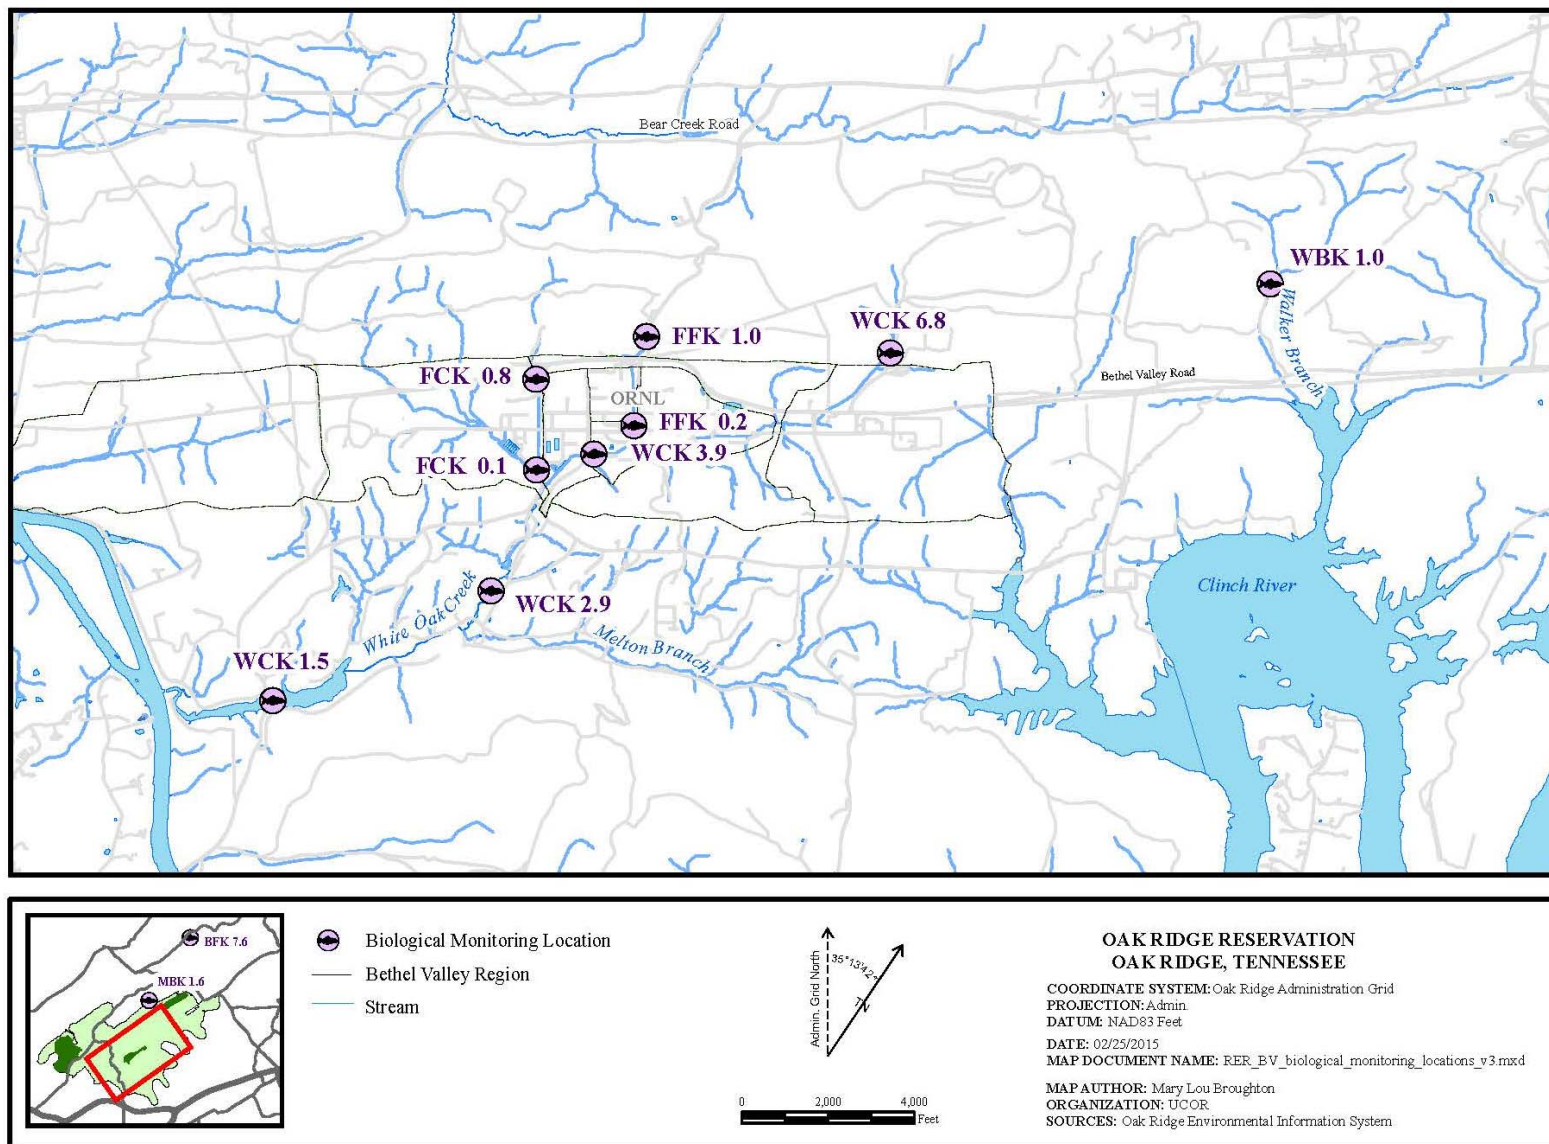 Bear Creek Road
WBK 1.0
Walker Branch
WCK 6.8
FFK 1.0
FCK 0.8
Bethel Valley Road
ORNL
FFK 0.2
WCK 3.9
FCK 0.1
Clinch River
White Oak Creek
WCK 2.9
Melton Branch
WCK 1.5
BFK 7.6
MBK 1.6
Biological Monitoring Location
Bethel Valley Region
Stream
Admin. Grid North
35°13'42"
TN
0 2,000 4,000
Feet
OAK RIDGE RESERVATION
OAK RIDGE, TENNESSEE
COORDINATE SYSTEM: Oak Ridge Administration Grid
PROJECTION: Admin.
DATUM: NAD83 Feet
DATE: 02/25/2015
MAP DOCUMENT NAME: RER_BV_biological_monitoring_locations_v3.mxd
MAP AUTHOR: Mary Lou Broughton
ORGANIZATION: UCOR
SOURCES: Oak Ridge Environmental Information System